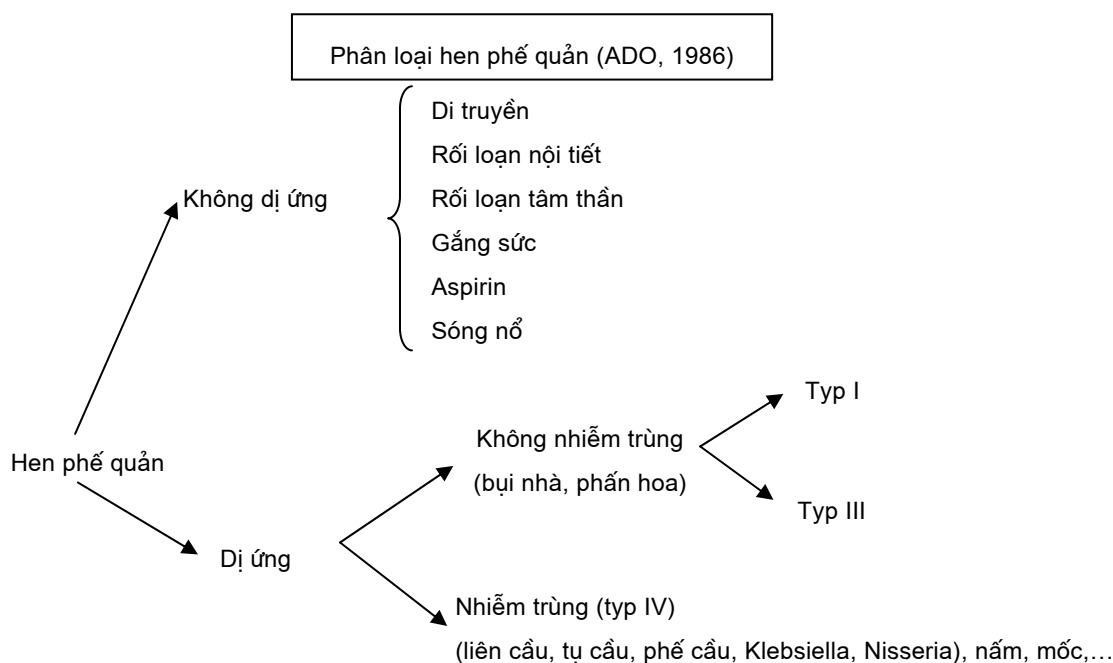 Phân loại hen phế quản (ADO, 1986)
Di truyền
Rối loạn nội tiết
Rối loạn tâm thần
Không dị ứng
Gắng sức
Aspirin
Sóng nổ
Typ I
Không nhiễm trùng
(bụi nhà, phấn hoa)
Hen phế quản
Typ III
Dị ứng
Nhiễm trùng (typ IV)
(liên cầu, tụ cầu, phế cầu, Klebsiella, Nisseria), nấm, mốc,…